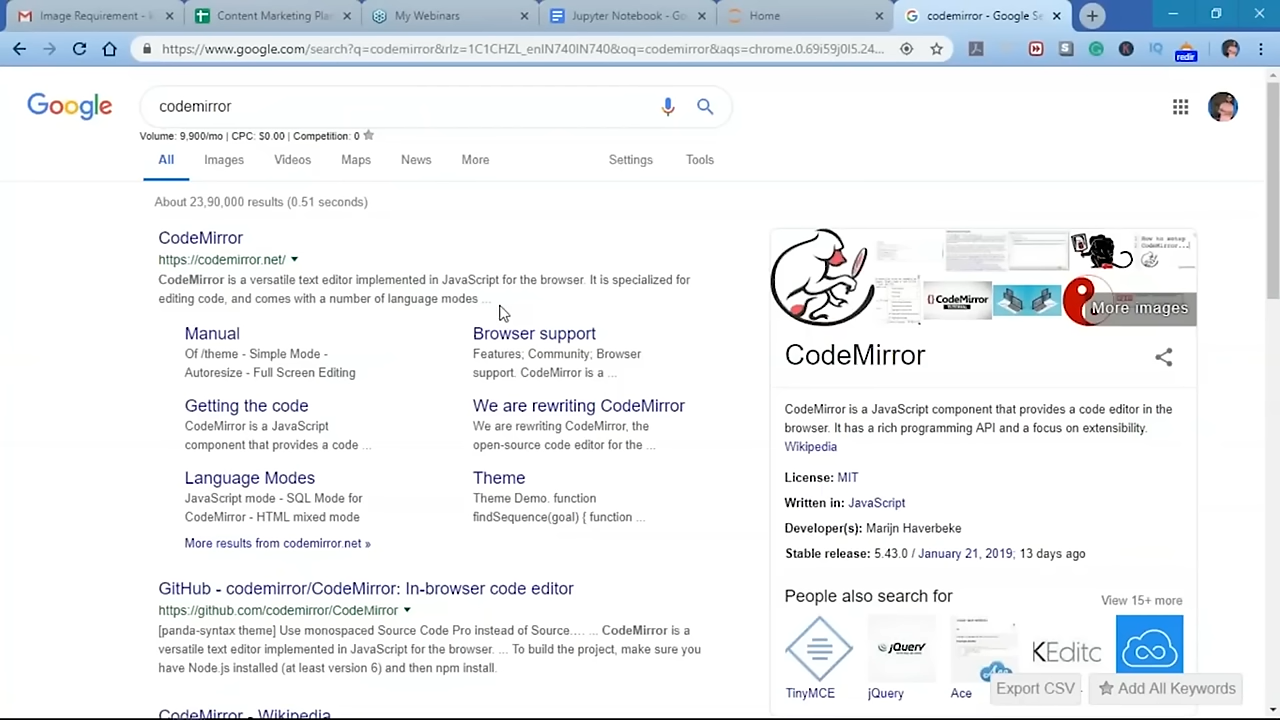 Image Requirement -
Content Marketing Pla
My Webinars
Jupyter Notebook - Go
Home
codemirror - Google Se
https://www.google.com/search?q=codemirror&rlz=1C1CHZL_enIN740IN740&oq=codemirror&aqs=chrome.0.69i59j0l5.24...
redir
Google
codemirror
Volume: 9,900/mo | CPC: $0.00 | Competition: 0
All
Images
Videos
Maps
News
More
Settings
Tools
About 23,90,000 results (0.51 seconds)
CodeMirror
https://codemirror.net/
CodeMirror is a versatile text editor implemented in JavaScript for the browser. It is specialized for
editing code, and comes with a number of language modes ...
Manual
Of /theme - Simple Mode -
Autoresize - Full Screen Editing
Browser support
Features; Community; Browser
support. CodeMirror is a ...
Getting the code
CodeMirror is a JavaScript
component that provides a code ...
We are rewriting CodeMirror
We are rewriting CodeMirror, the
open-source code editor for the ...
Language Modes
JavaScript mode - SQL Mode for
CodeMirror - HTML mixed mode
Theme
Theme Demo. function
findSequence(goal) { function ...
More results from codemirror.net »
GitHub - codemirror/CodeMirror: In-browser code editor
https://github.com/codemirror/CodeMirror
[panda-syntax theme] Use monospaced Source Code Pro instead of Source.... ... CodeMirror is a
versatile text editor implemented in JavaScript for the browser. ... To build the project, make sure you
have Node.js installed (at least version 6) and then npm install.
CodeMirror - Wikipedia
How to setup
CodeMirror...
CodeMirror
More images
CodeMirror
CodeMirror is a JavaScript component that provides a code editor in the
browser. It has a rich programming API and a focus on extensibility.
Wikipedia
License: MIT
Written in: JavaScript
Developer(s): Marijn Haverbeke
Stable release: 5.43.0 / January 21, 2019; 13 days ago
People also search for
View 15+ more
jQuery
KEditc
TinyMCE
jQuery
Ace
Export CSV
Add All Keywords